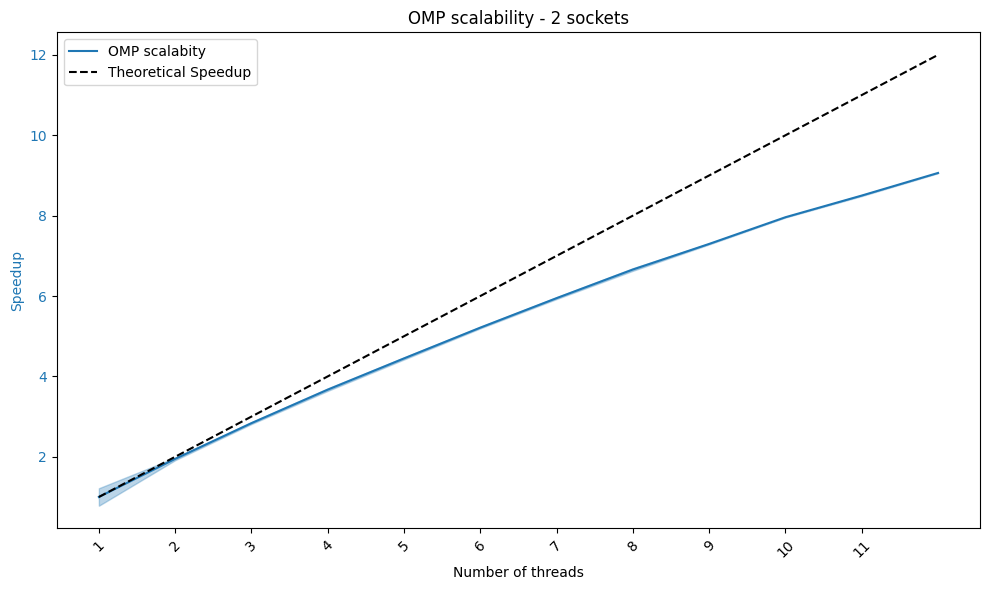 OMP scalability - 2 sockets
OMP scalabity
Theoretical Speedup
12
10
8
6
4
2
Speedup
1 2 3 4 5 6 7 8 9 10 11
Number of threads